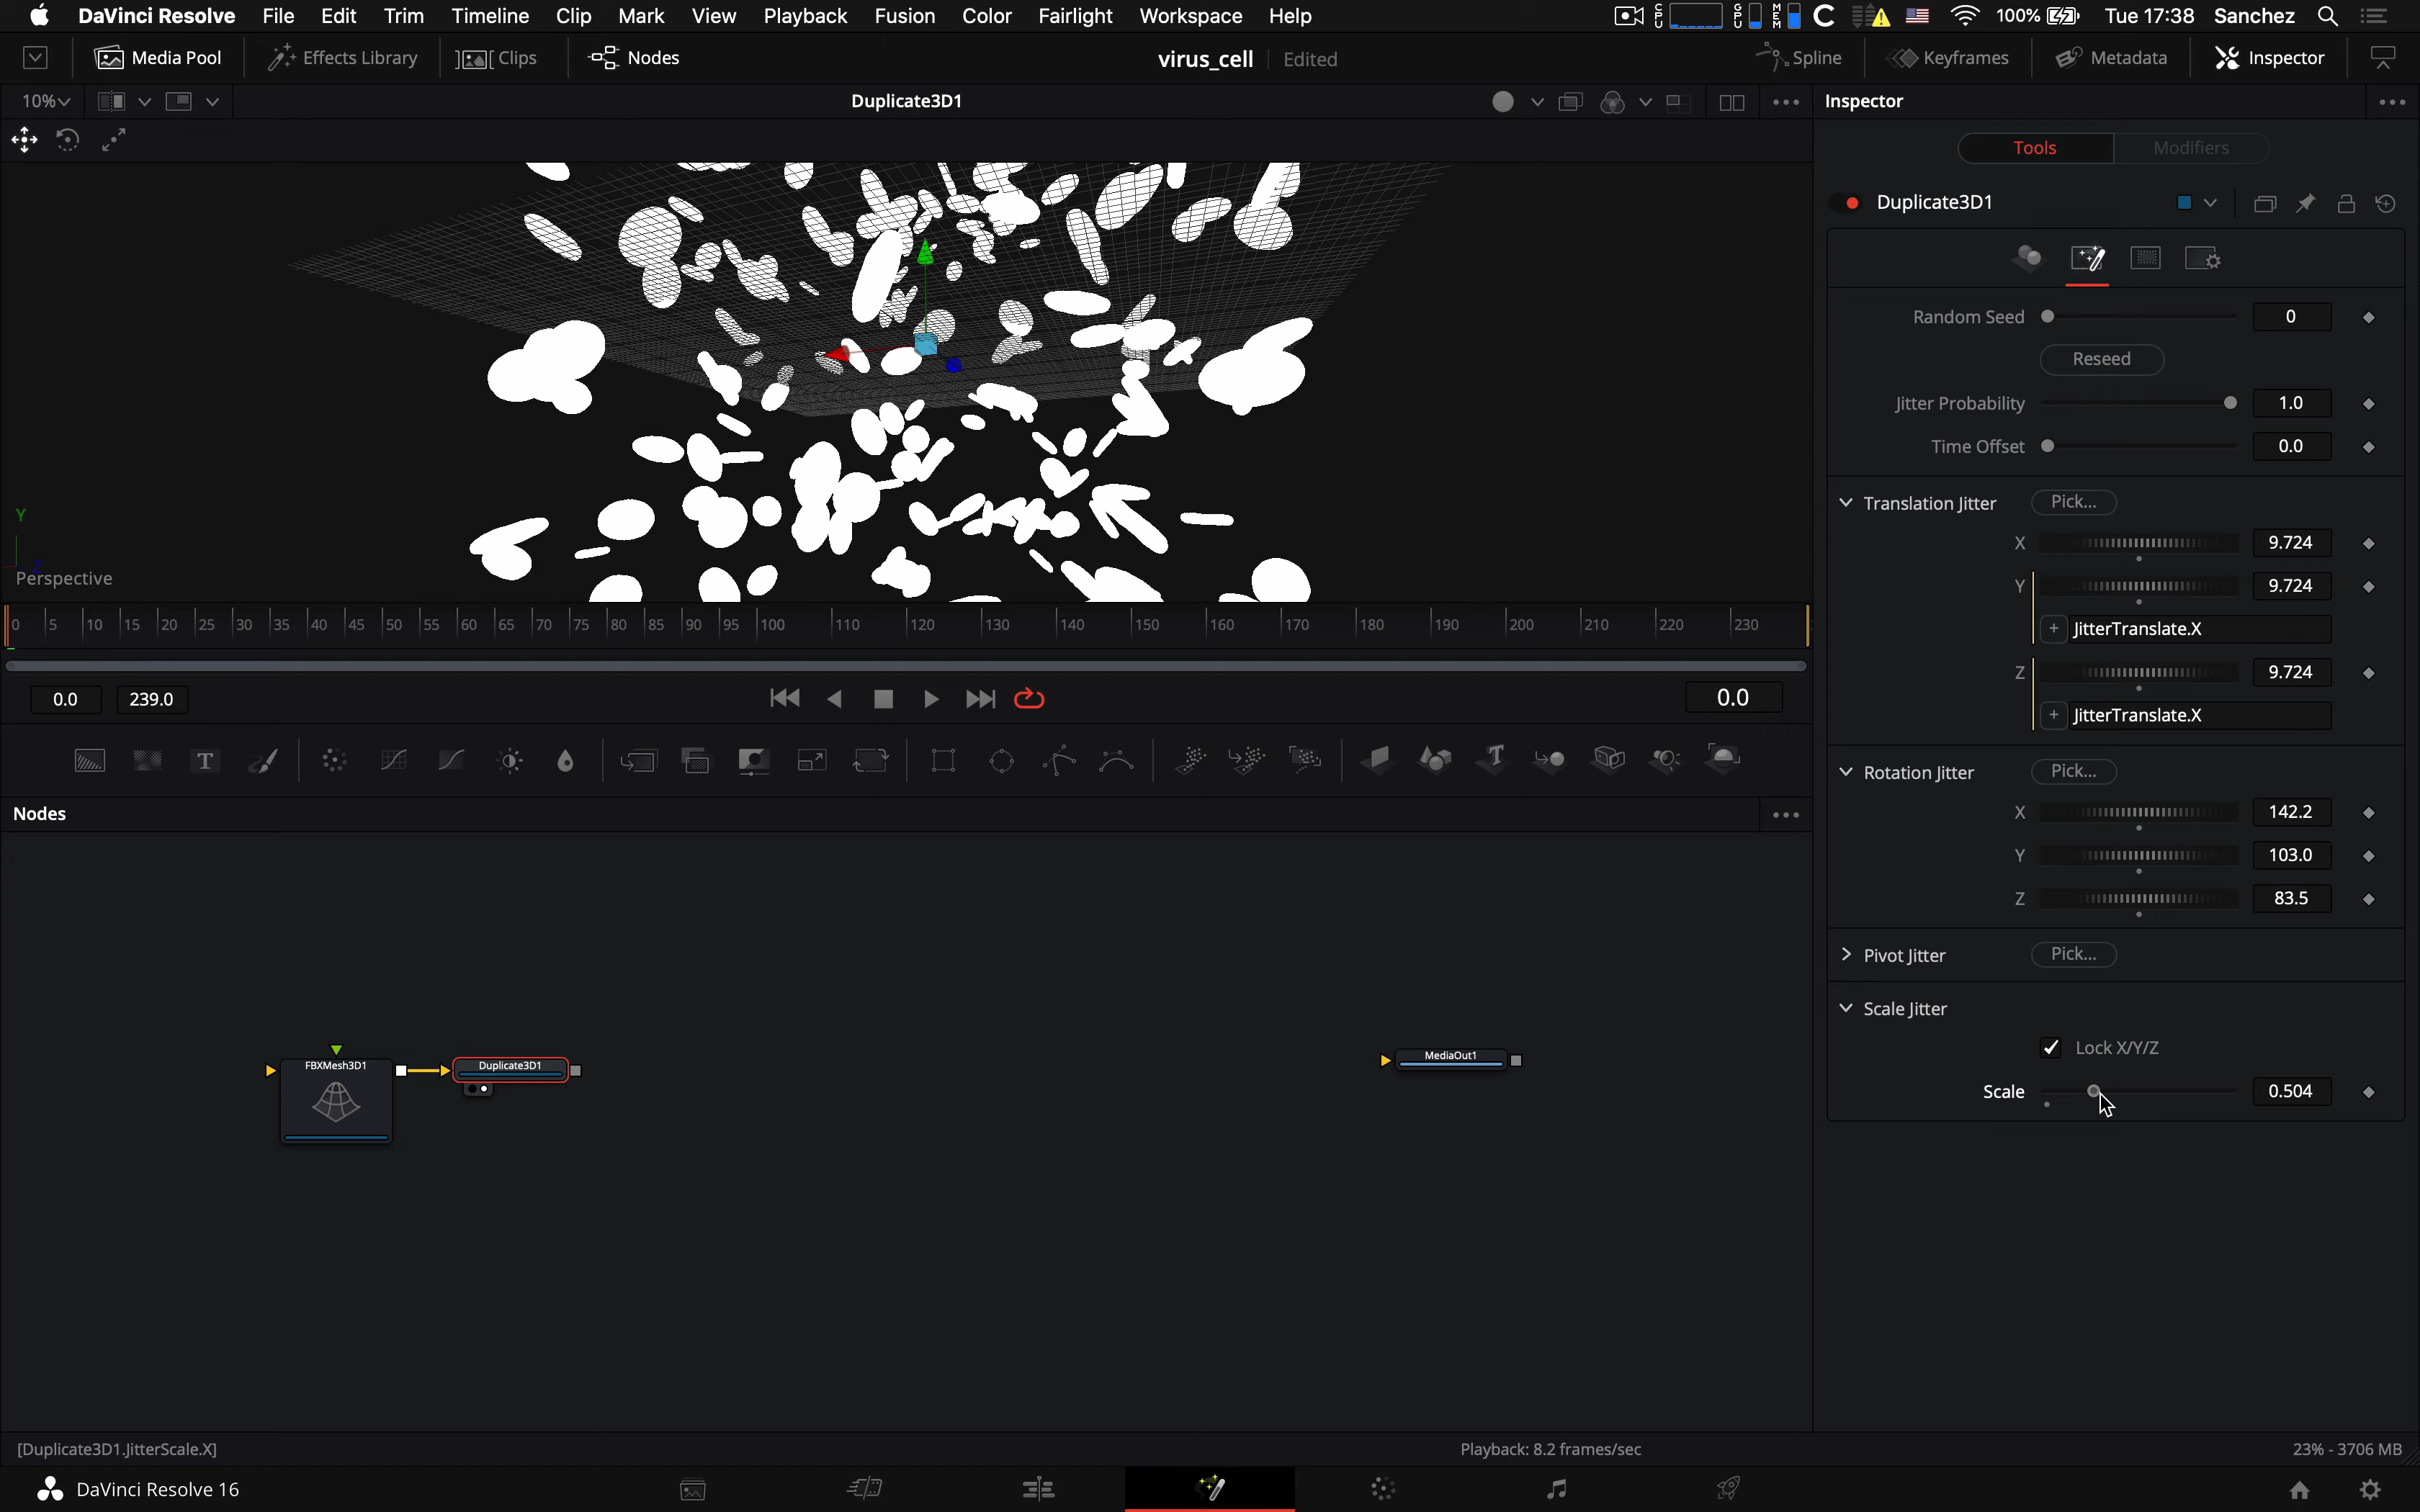 DaVinci Resolve File Edit Trim Timeline Clip Mark View Playback Fusion Color Fairlight Workspace Help CPU GPU MEM 100% Tue 17:38 Sanchez
Media Pool Effects Library Clips Nodes virus_cell Edited Spline Keyframes Metadata Inspector
10% Duplicate3D1 Inspector
Tools Modifiers
Duplicate3D1
Random Seed 0
Reseed
Jitter Probability 1.0
Time Offset 0.0
Translation Jitter Pick...
X 9.724
Y 9.724
JitterTranslate.X
Z 9.724
JitterTranslate.X
Rotation Jitter Pick...
X 142.2
Y 103.0
Z 83.5
Pivot Jitter Pick...
Scale Jitter
Lock X/Y/Z
Scale 0.504
Y
Z
Perspective
0 5 10 15 20 25 30 35 40 45 50 55 60 65 70 75 80 85 90 95 100 110 120 130 140 150 160 170 180 190 200 210 220 230
0.0 239.0 0.0
T T
Nodes
FBXMesh3D1 Duplicate3D1 MediaOut1
[Duplicate3D1.JitterScale.X] Playback: 8.2 frames/sec 23% - 3706 MB
DaVinci Resolve 16